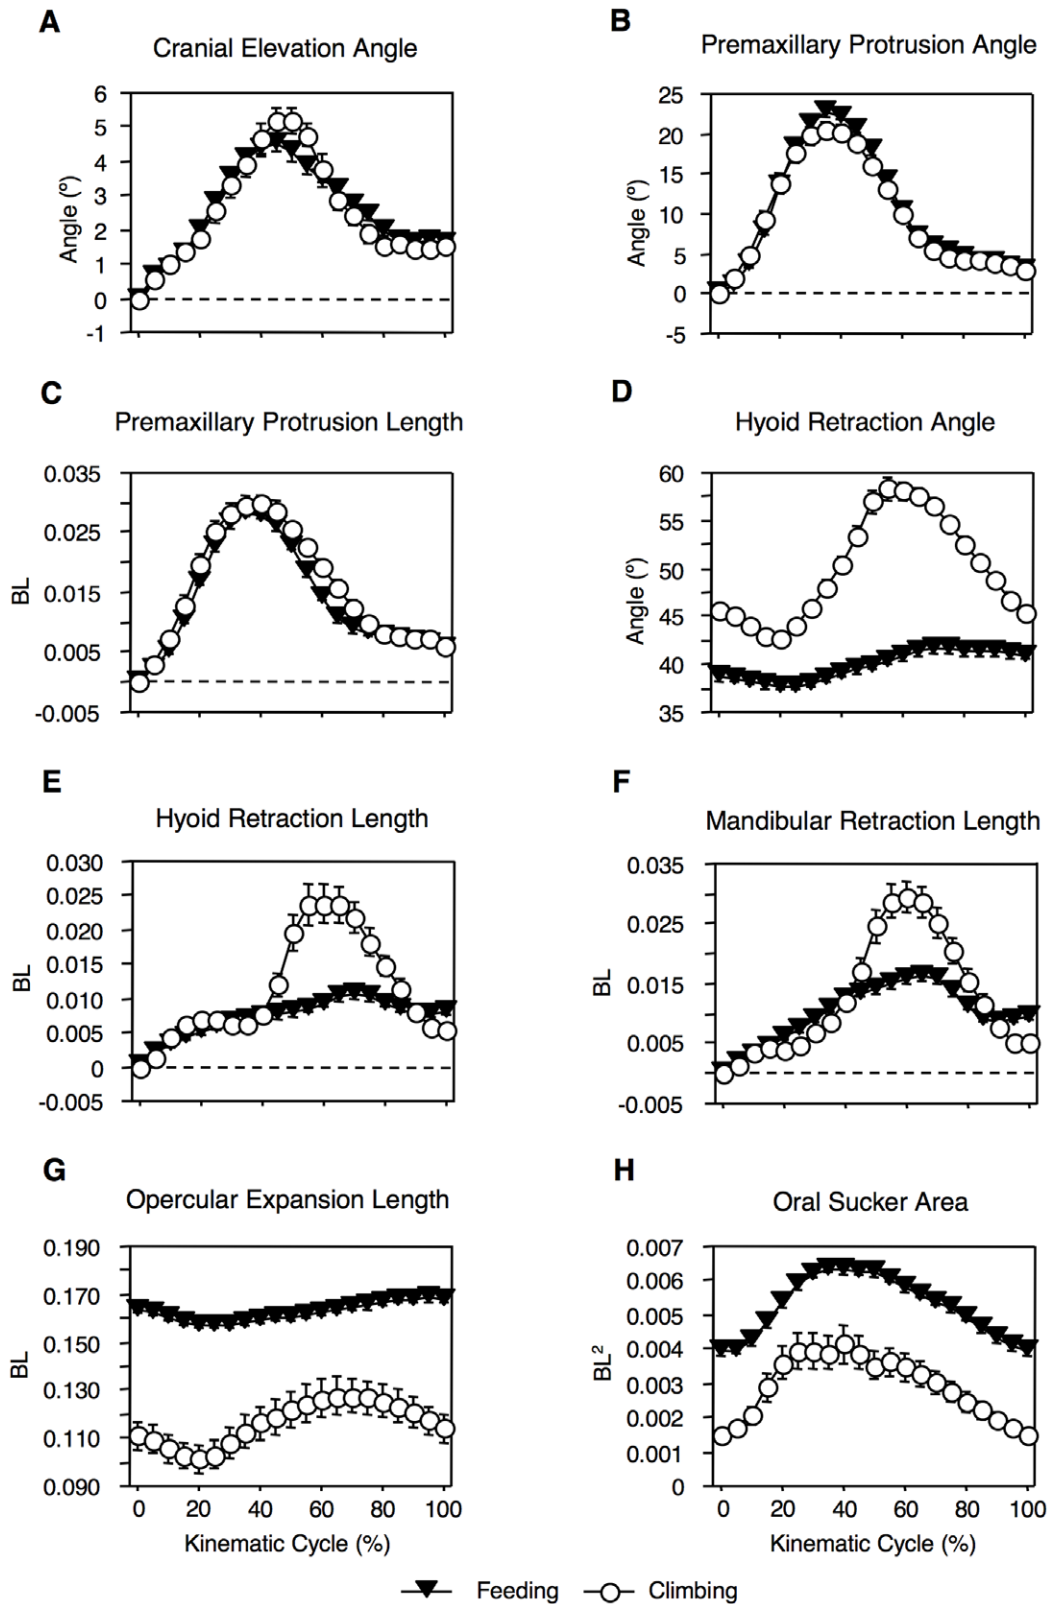 A
Cranial Elevation Angle
6
5
4
3
2
1
0
-1
Angle (º)
B
Premaxillary Protrusion Angle
25
20
15
10
5
0
-5
Angle (º)
C
Premaxillary Protrusion Length
0.035
0.025
0.015
0.005
-0.005
BL
D
Hyoid Retraction Angle
60
55
50
45
40
35
Angle (º)
E
Hyoid Retraction Length
0.030
0.025
0.020
0.015
0.010
0.005
0
-0.005
BL
F
Mandibular Retraction Length
0.035
0.025
0.015
0.005
-0.005
BL
G
Opercular Expansion Length
0.190
0.170
0.150
0.130
0.110
0.090
BL
0 20 40 60 80 100
Kinematic Cycle (%)
H
Oral Sucker Area
0.007
0.006
0.005
0.004
0.003
0.002
0.001
0
BL²
0 20 40 60 80 100
Kinematic Cycle (%)
Feeding Climbing